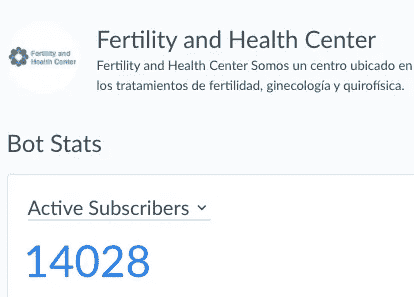 Fertility and
Health Center
Fertility and Health Center
Fertility and Health Center Somos un centro ubicado en
los tratamientos de fertilidad, ginecología y quirofísica.
Bot Stats
Active Subscribers
14028